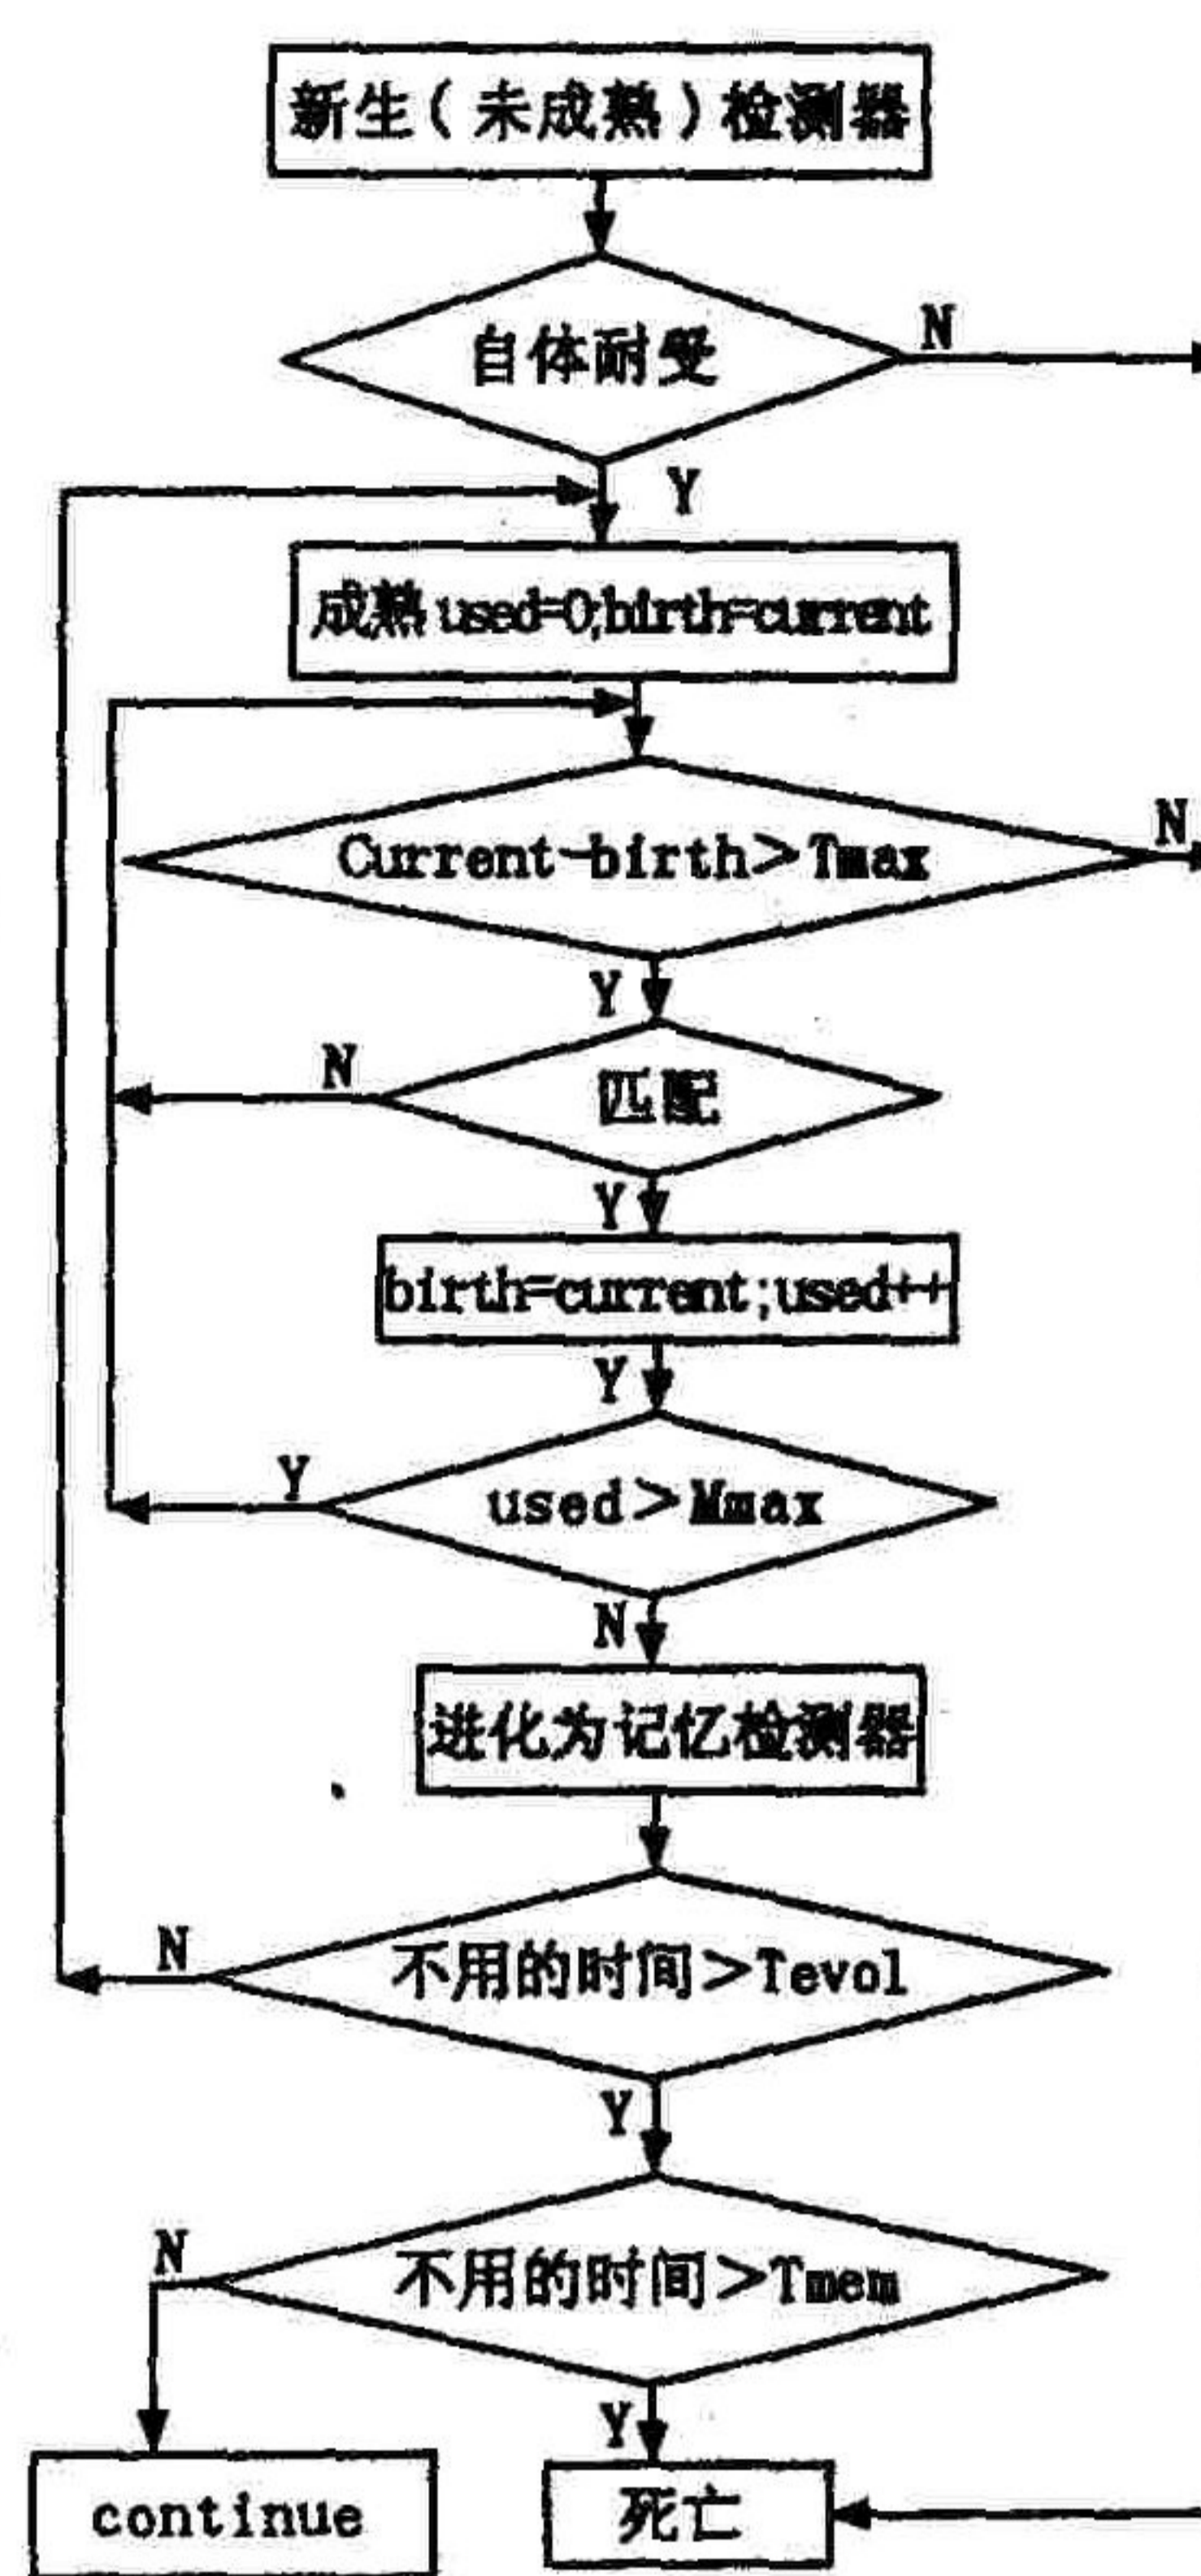 新生(未成熟)检测器
自体耐受
N
Y
成熟 used=0;birth=current
Current-birth>Tmax
N
Y
匹配
N
Y
birth=current;used++
Y
used>Mmax
Y
N
进化为记忆检测器
不用的时间>Tevol
N
Y
不用的时间>Tmem
N
Y
continue
死亡